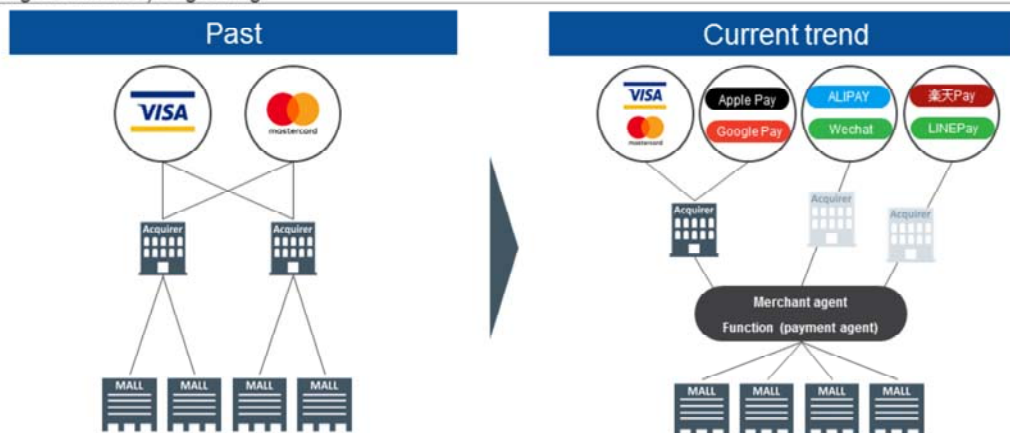 Past
VISA
mastercard
Acquirer
Acquirer
MALL
MALL
MALL
MALL
Current trend
VISA
mastercard
Apple Pay
Google Pay
ALIPAY
Wechat
楽天Pay
LINEPay
Acquirer
Acquirer
Acquirer
Merchant agent
Function (payment agent)
MALL
MALL
MALL
MALL